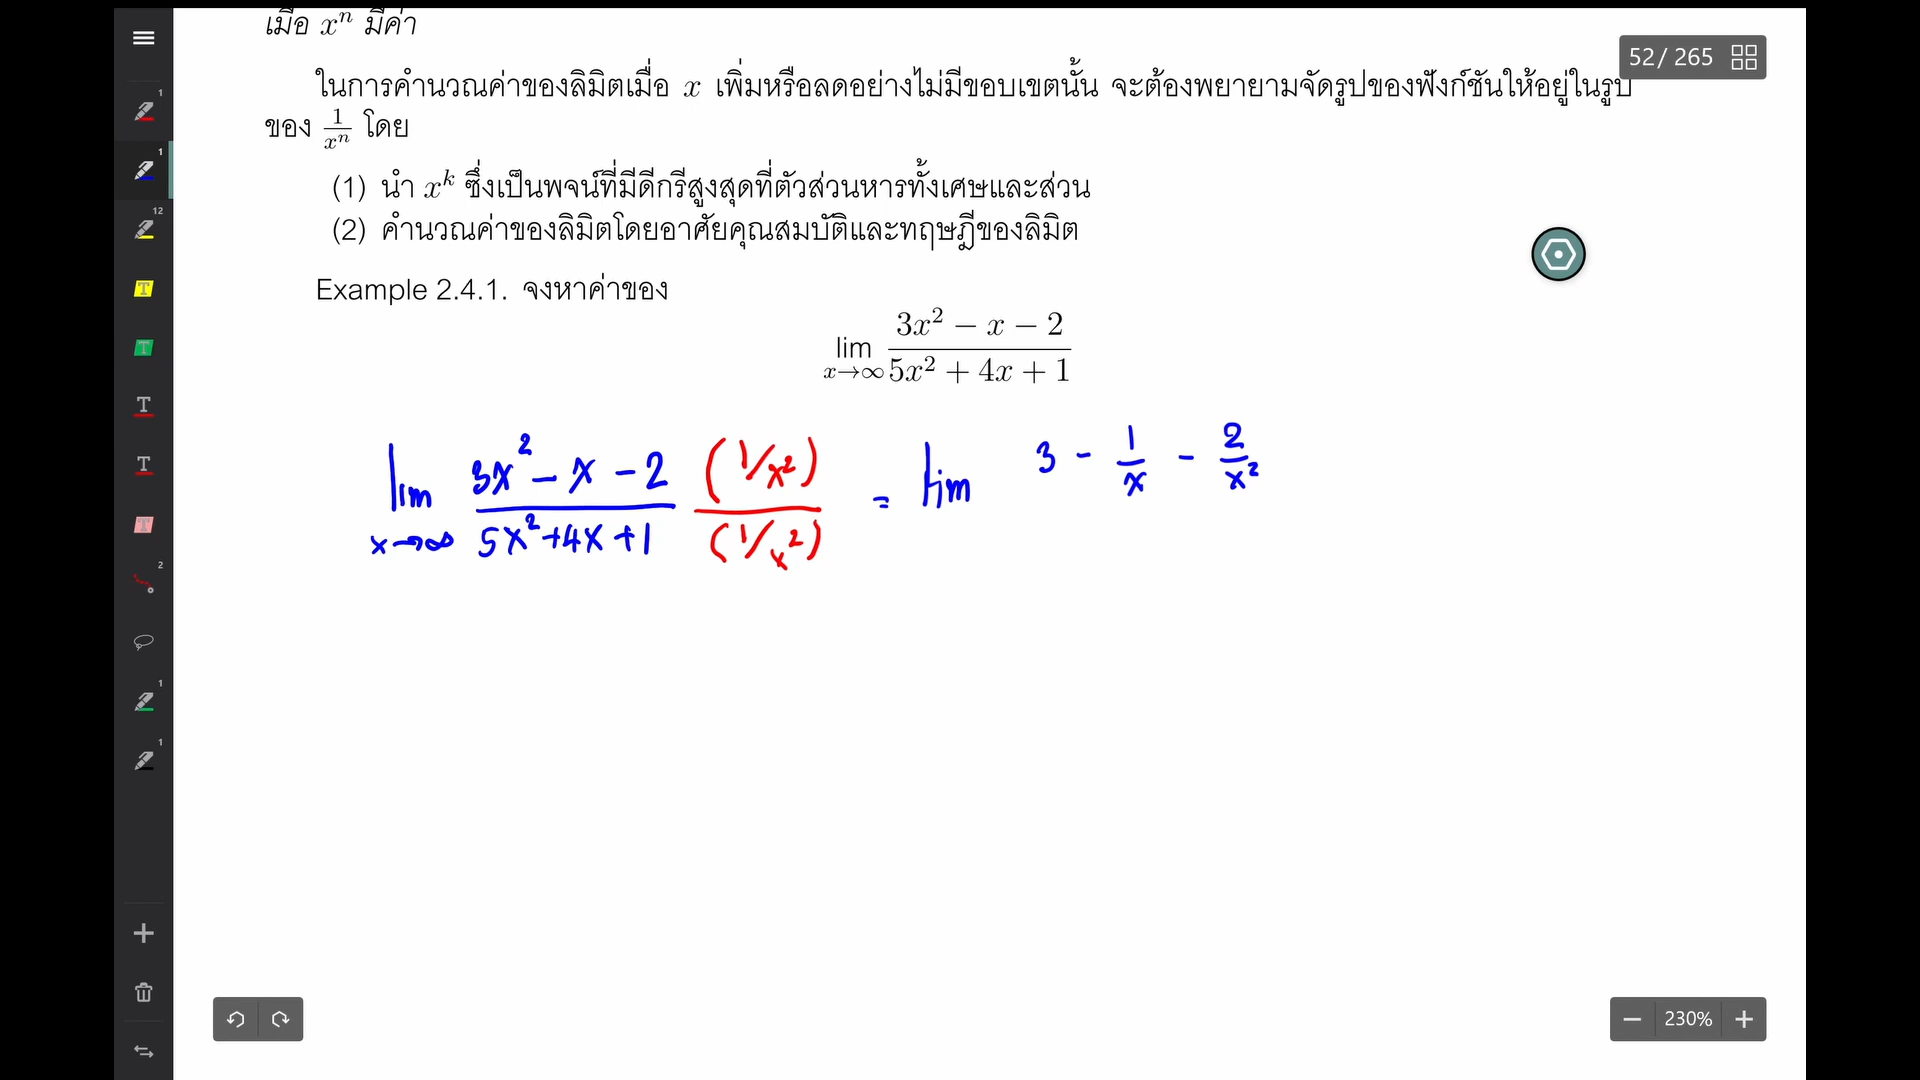 เมื่อ xⁿ มีค่า
52/ 265
ในการคำนวณค่าของลิมิตเมื่อ x เพิ่มหรือลดอย่างไม่มีขอบเขตนั้น จะต้องพยายามจัดรูปของฟังก์ชันให้อยู่ในรูป
ของ 1/xⁿ โดย
(1) นำ xᵏ ซึ่งเป็นพจน์ที่มีดีกรีสูงสุดที่ตัวส่วนหารทั้งเศษและส่วน
(2) คำนวณค่าของลิมิตโดยอาศัยคุณสมบัติและทฤษฎีของลิมิต
Example 2.4.1. จงหาค่าของ
lim x→∞ (3x² − x − 2)/(5x² + 4x + 1)
lim x→∞ (3x² − x − 2)/(5x² + 4x + 1) (1/x²)/(1/x²) = lim 3 - 1/x - 2/x²
230%